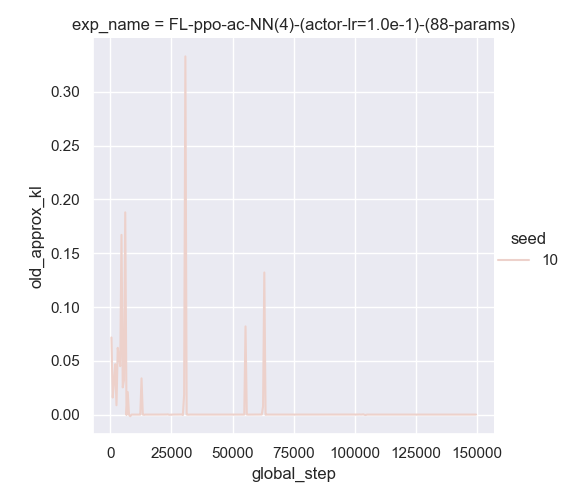 exp_name = FL-ppo-ac-NN(4)-(actor-lr=1.0e-1)-(88-params)
0.30
0.25
0.20
0.15
0.10
0.05
0.00
old_approx_kl
0 25000 50000 75000 100000 125000 150000
global_step
seed
10